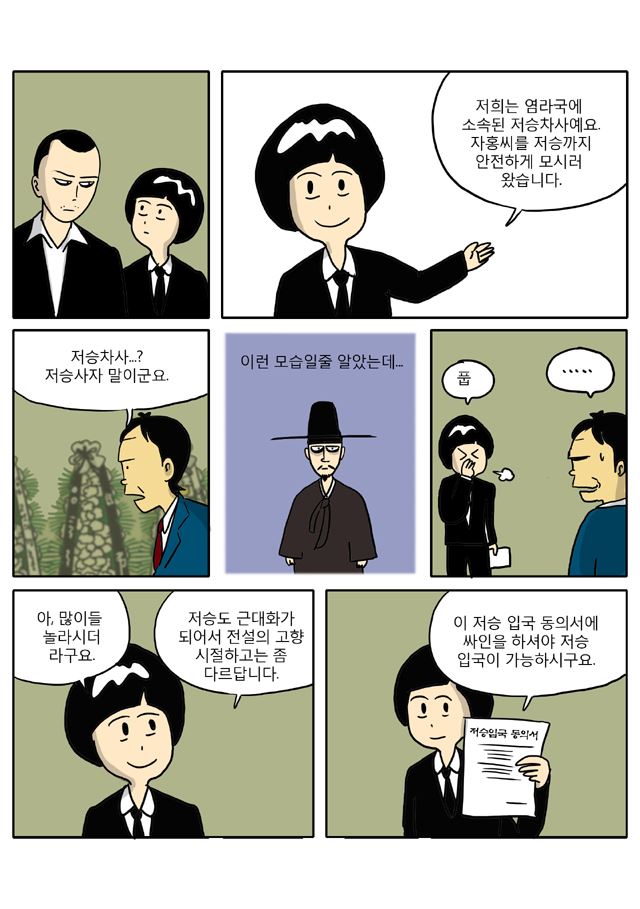 저희는 염라국에
소속된 저승차사예요.
자홍씨를 저승까지
안전하게 모시러
왔습니다.
저승차사...?
저승사자 말이군요.
이런 모습일줄 알았는데...
풉
.....
아, 많이들
놀라시더
라구요.
저승도 근대화가
되어서 전설의 고향
시절하고는 좀
다르답니다.
이 저승 입국 동의서에
싸인을 하셔야 저승
입국이 가능하시구요.
저승입국 동의서